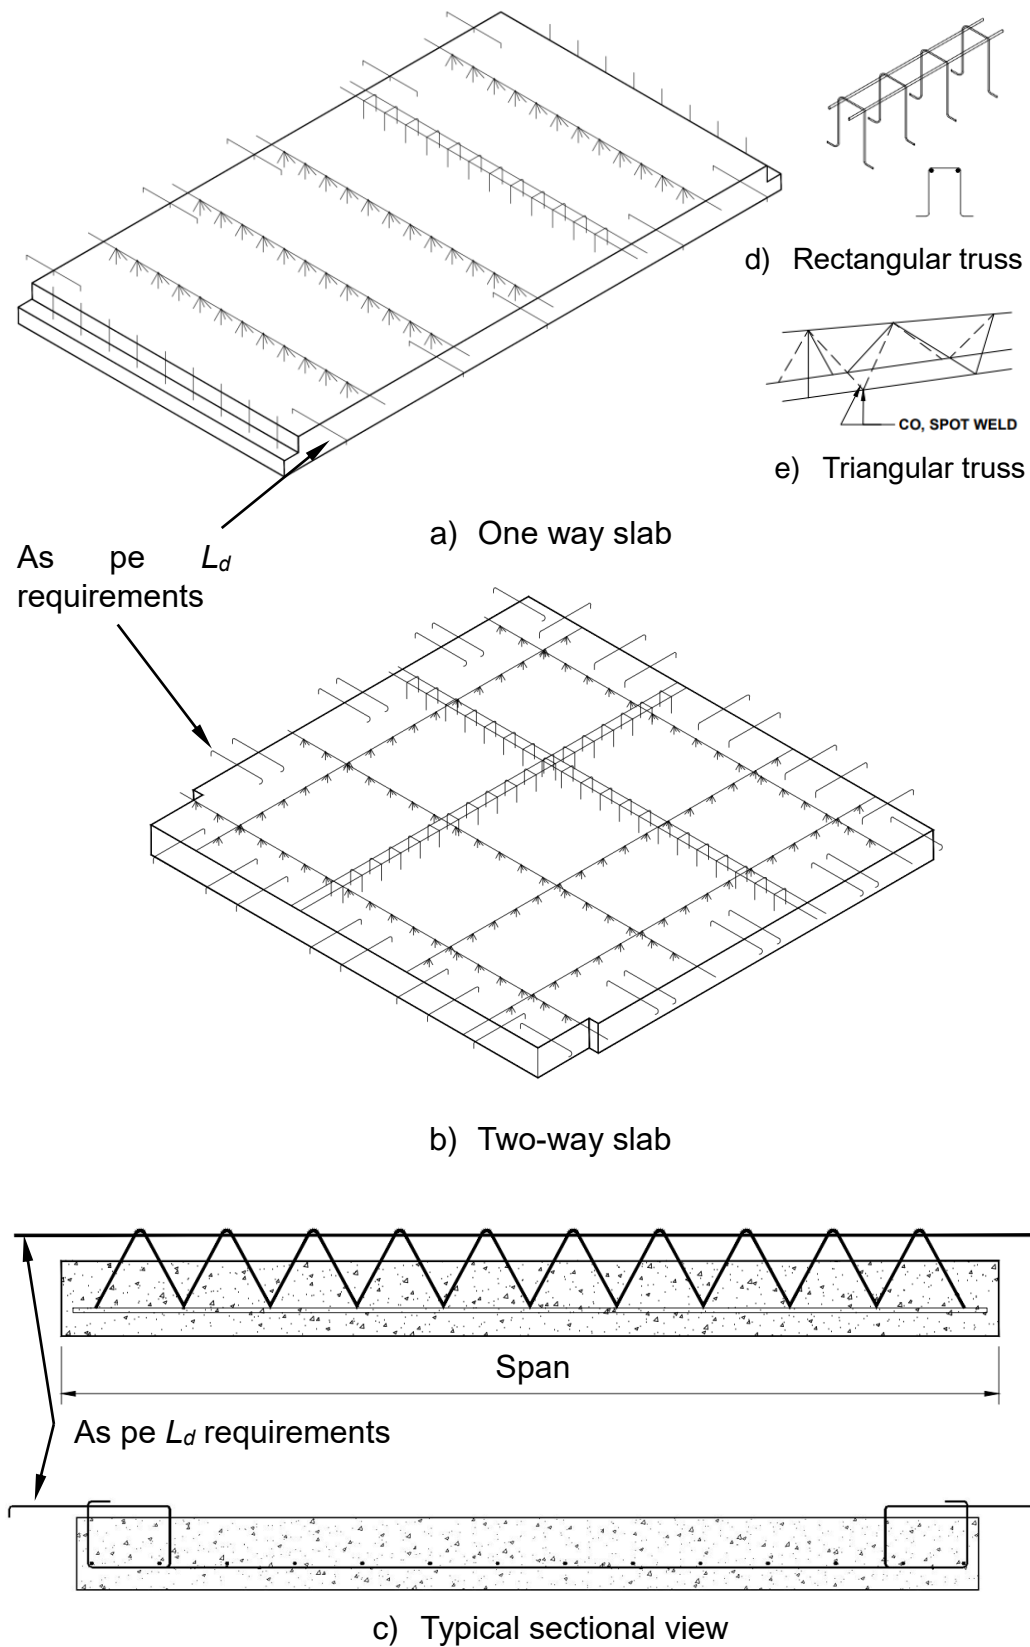 d) Rectangular truss
CO, SPOT WELD
e) Triangular truss
a) One way slab
As pe Ld
requirements
b) Two-way slab
Span
As pe Ld requirements
c) Typical sectional view